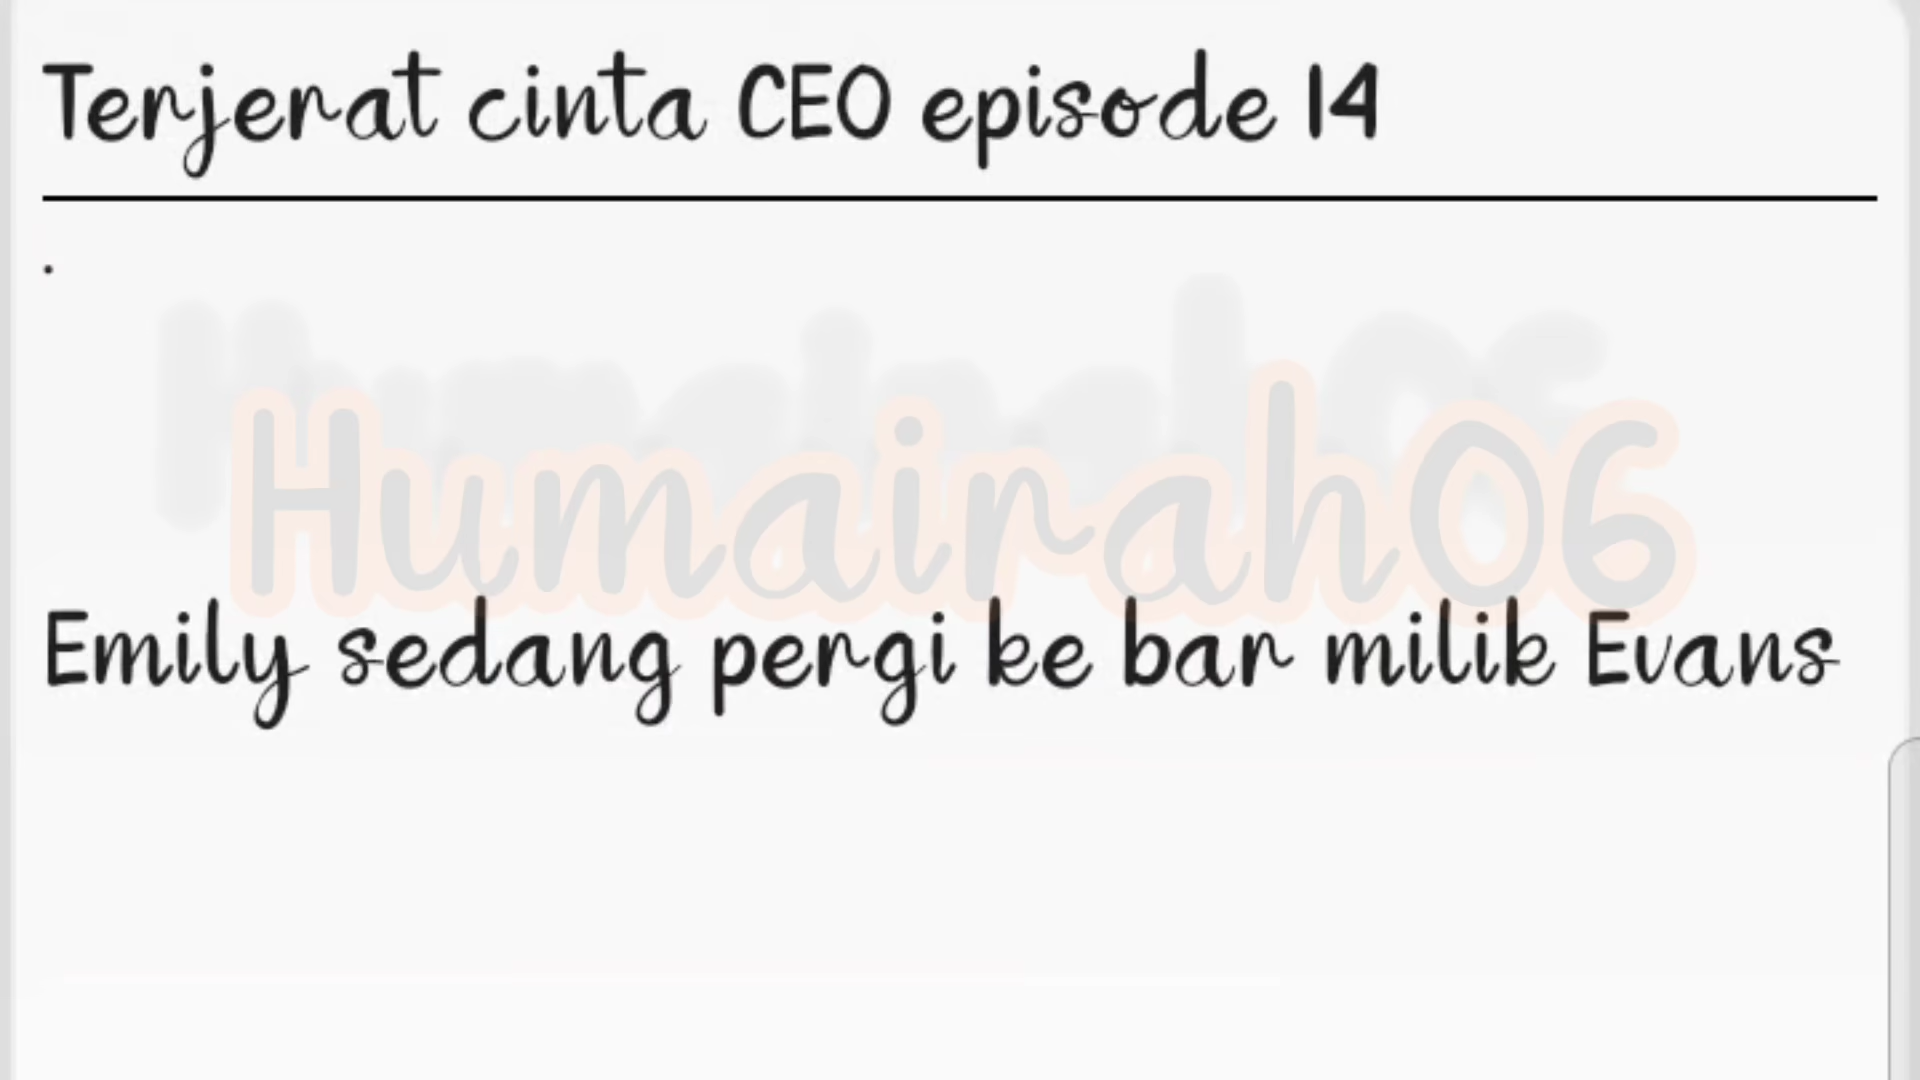 Terjerat cinta CEO episode 14
.
Humairah06
Emily sedang pergi ke bar milik Evans